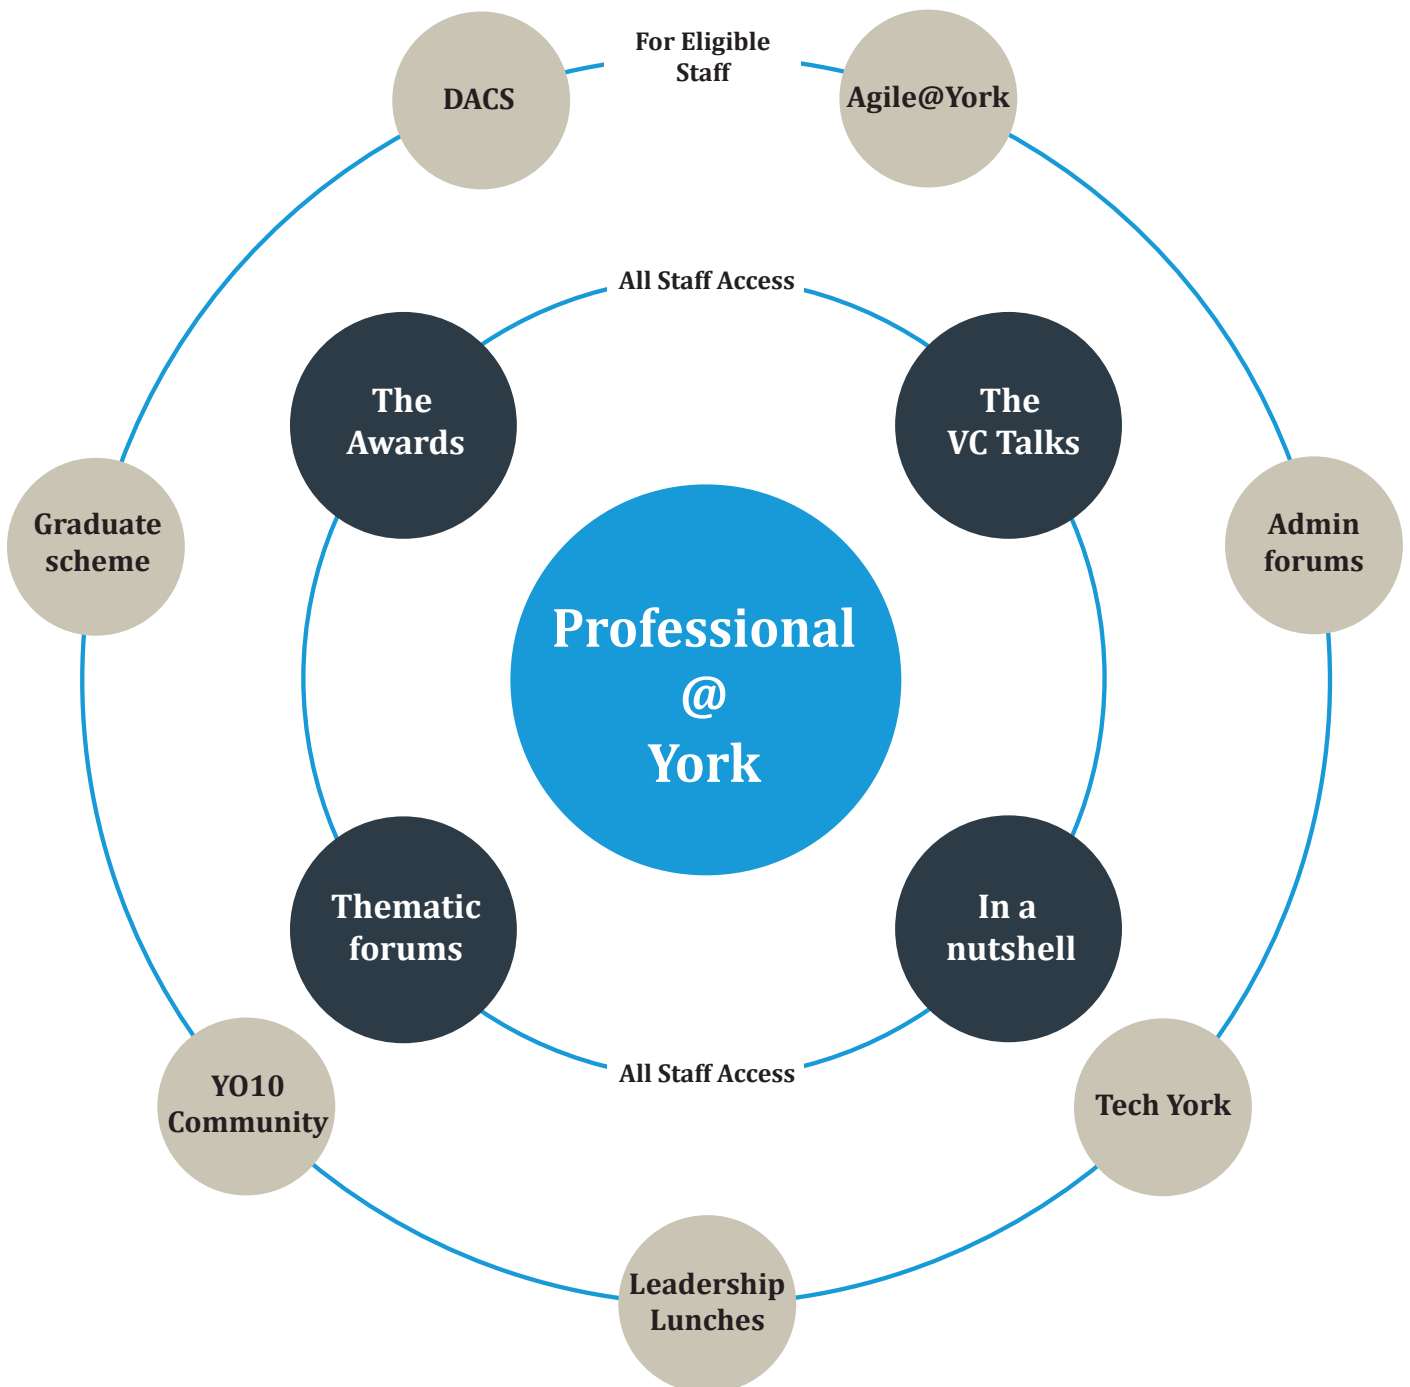 For Eligible
Staff
DACS
Agile@York
All Staff Access
The
Awards
The
VC Talks
Graduate
scheme
Admin
forums
Professional
@
York
Thematic
forums
In a
nutshell
All Staff Access
YO10
Community
Tech York
Leadership
Lunches